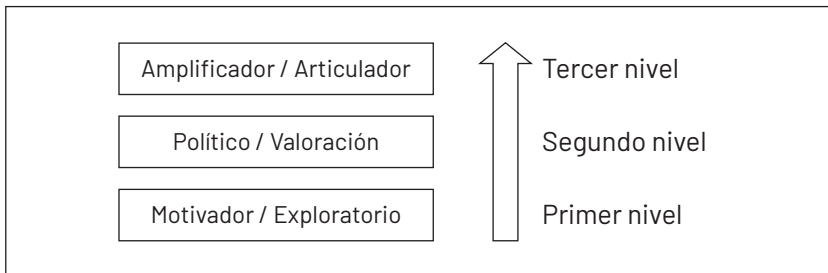 Amplificador / Articulador
Tercer nivel
Político / Valoración
Segundo nivel
Motivador / Exploratorio
Primer nivel